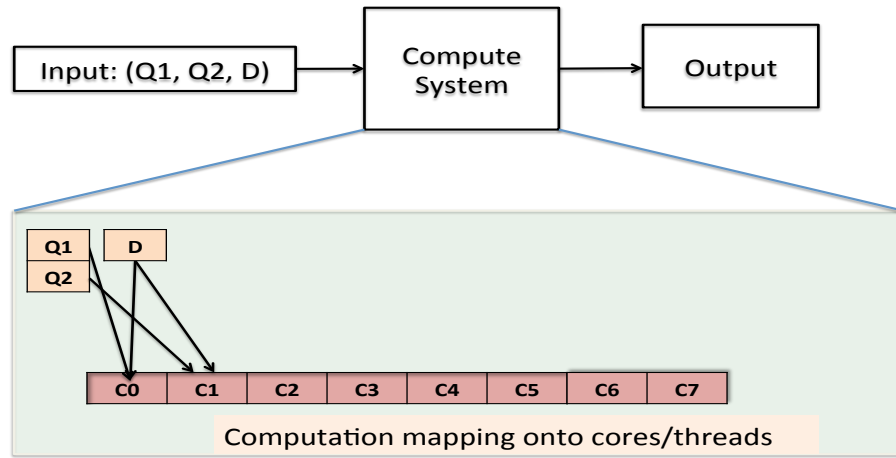 Input: (Q1, Q2, D)
Compute
System
Output
Q1
D
Q2
C0 C1 C2 C3 C4 C5 C6 C7
Computation mapping onto cores/threads